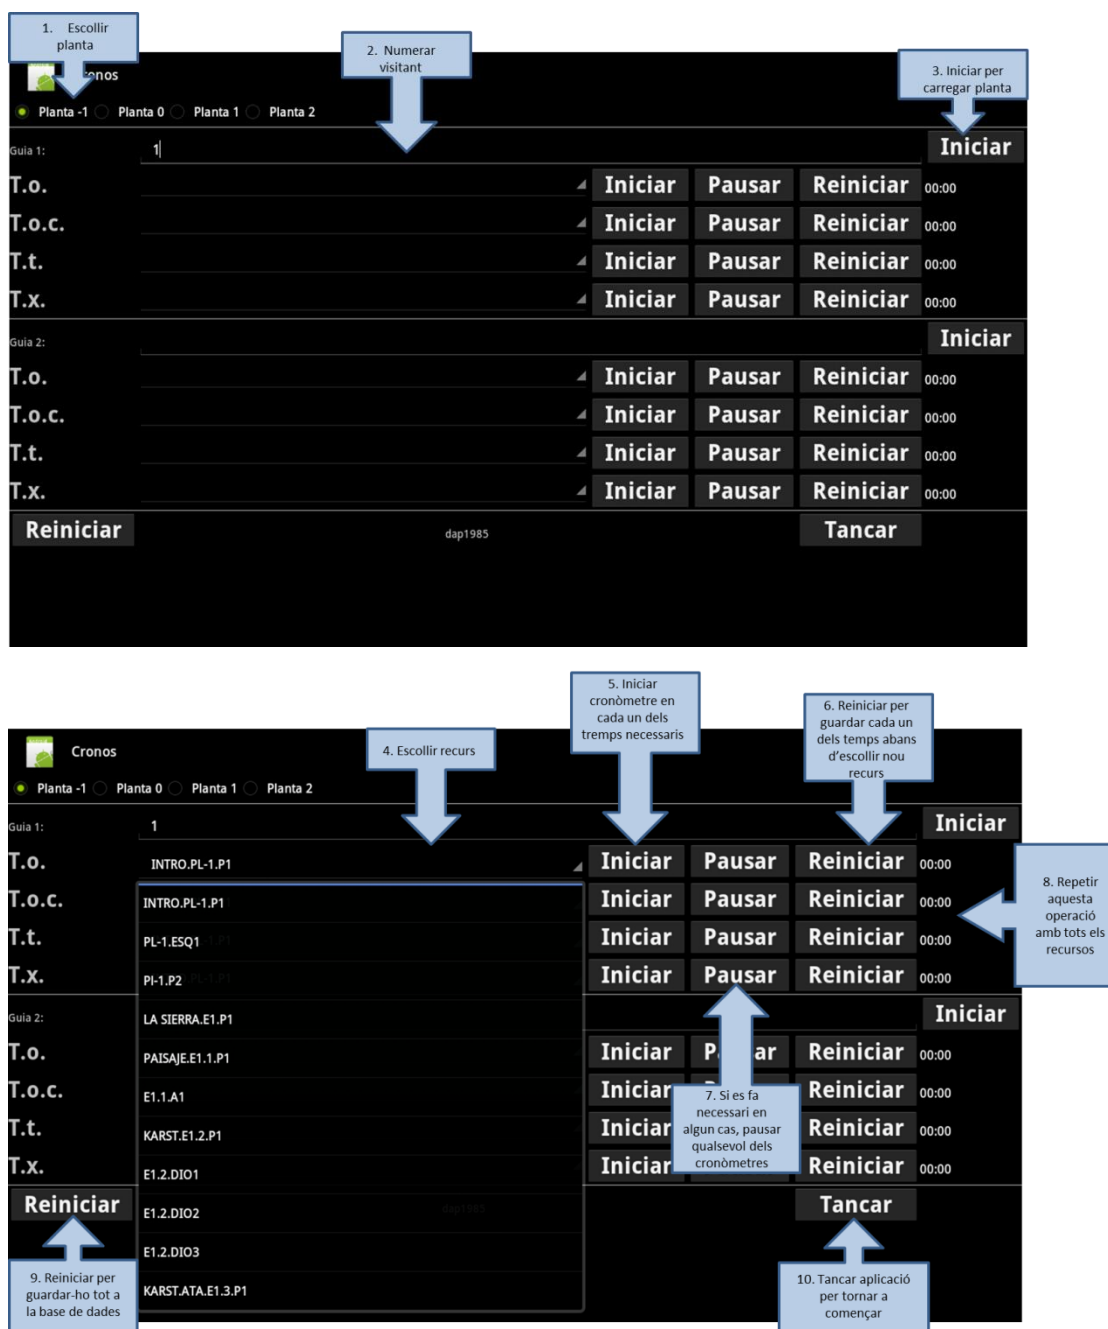 1. Escollir
planta
2. Numerar
visitant
3. Iniciar per
carregar planta
Planta -1 Planta 0 Planta 1 Planta 2
Guia 1: 1 Iniciar
T.o. Iniciar Pausar Reiniciar 00:00
T.o.c. Iniciar Pausar Reiniciar 00:00
T.t. Iniciar Pausar Reiniciar 00:00
T.x. Iniciar Pausar Reiniciar 00:00
Guia 2: Iniciar
T.o. Iniciar Pausar Reiniciar 00:00
T.o.c. Iniciar Pausar Reiniciar 00:00
T.t. Iniciar Pausar Reiniciar 00:00
T.x. Iniciar Pausar Reiniciar 00:00
Reiniciar dap1985 Tancar
5. Iniciar
cronòmetre en
cada un dels
tremps necessaris
6. Reiniciar per
guardar cada un
dels temps abans
d'escollir nou
recurs
4. Escollir recurs
Cronos
Planta -1 Planta 0 Planta 1 Planta 2
Guia 1: 1 Iniciar
T.o. INTRO.PL-1.P1 Iniciar Pausar Reiniciar 00:00
T.o.c. INTRO.PL-1.P1 Iniciar Pausar Reiniciar 00:00
T.t. PL-1.ESQ1 Iniciar Pausar Reiniciar 00:00
T.x. PI-1.P2 Iniciar Pausar Reiniciar 00:00
8. Repetir
aquesta
operació
amb tots els
recursos
Guia 2: LA SIERRA.E1.P1 Iniciar
T.o. PAISAJE.E1.1.P1 Iniciar Reiniciar 00:00
T.o.c. E1.1.A1 Iniciar Reiniciar 00:00
T.t. KARST.E1.2.P1 Iniciar Reiniciar 00:00
T.x. E1.2.DIO1 Iniciar Reiniciar 00:00
7. Si es fa
necessari en
algun cas, pausar
qualsevol dels
cronòmetres
Reiniciar E1.2.DIO2 dap1985 Tancar
E1.2.DIO3
KARST.ATA.E1.3.P1
9. Reiniciar per
guardar-ho tot a
la base de dades
10. Tancar aplicació
per tornar a
començar